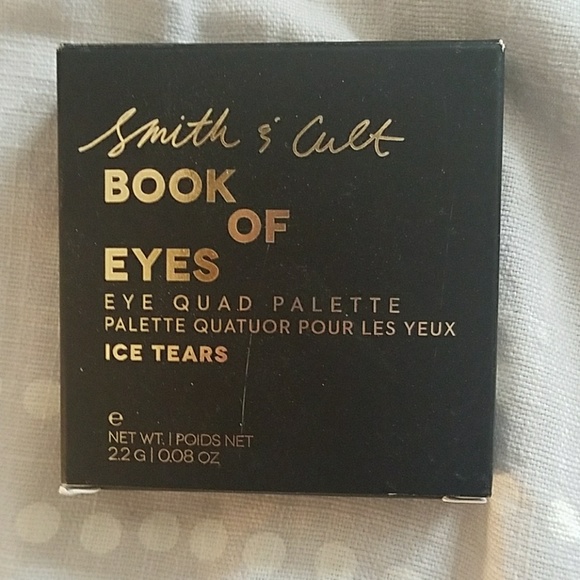 Smith & Cult
BOOK
OF
EYES
EYE QUAD PALETTE
PALETTE QUATUOR POUR LES YEUX
ICE TEARS
℮
NET WT. | POIDS NET
2.2 G | 0.08 OZ